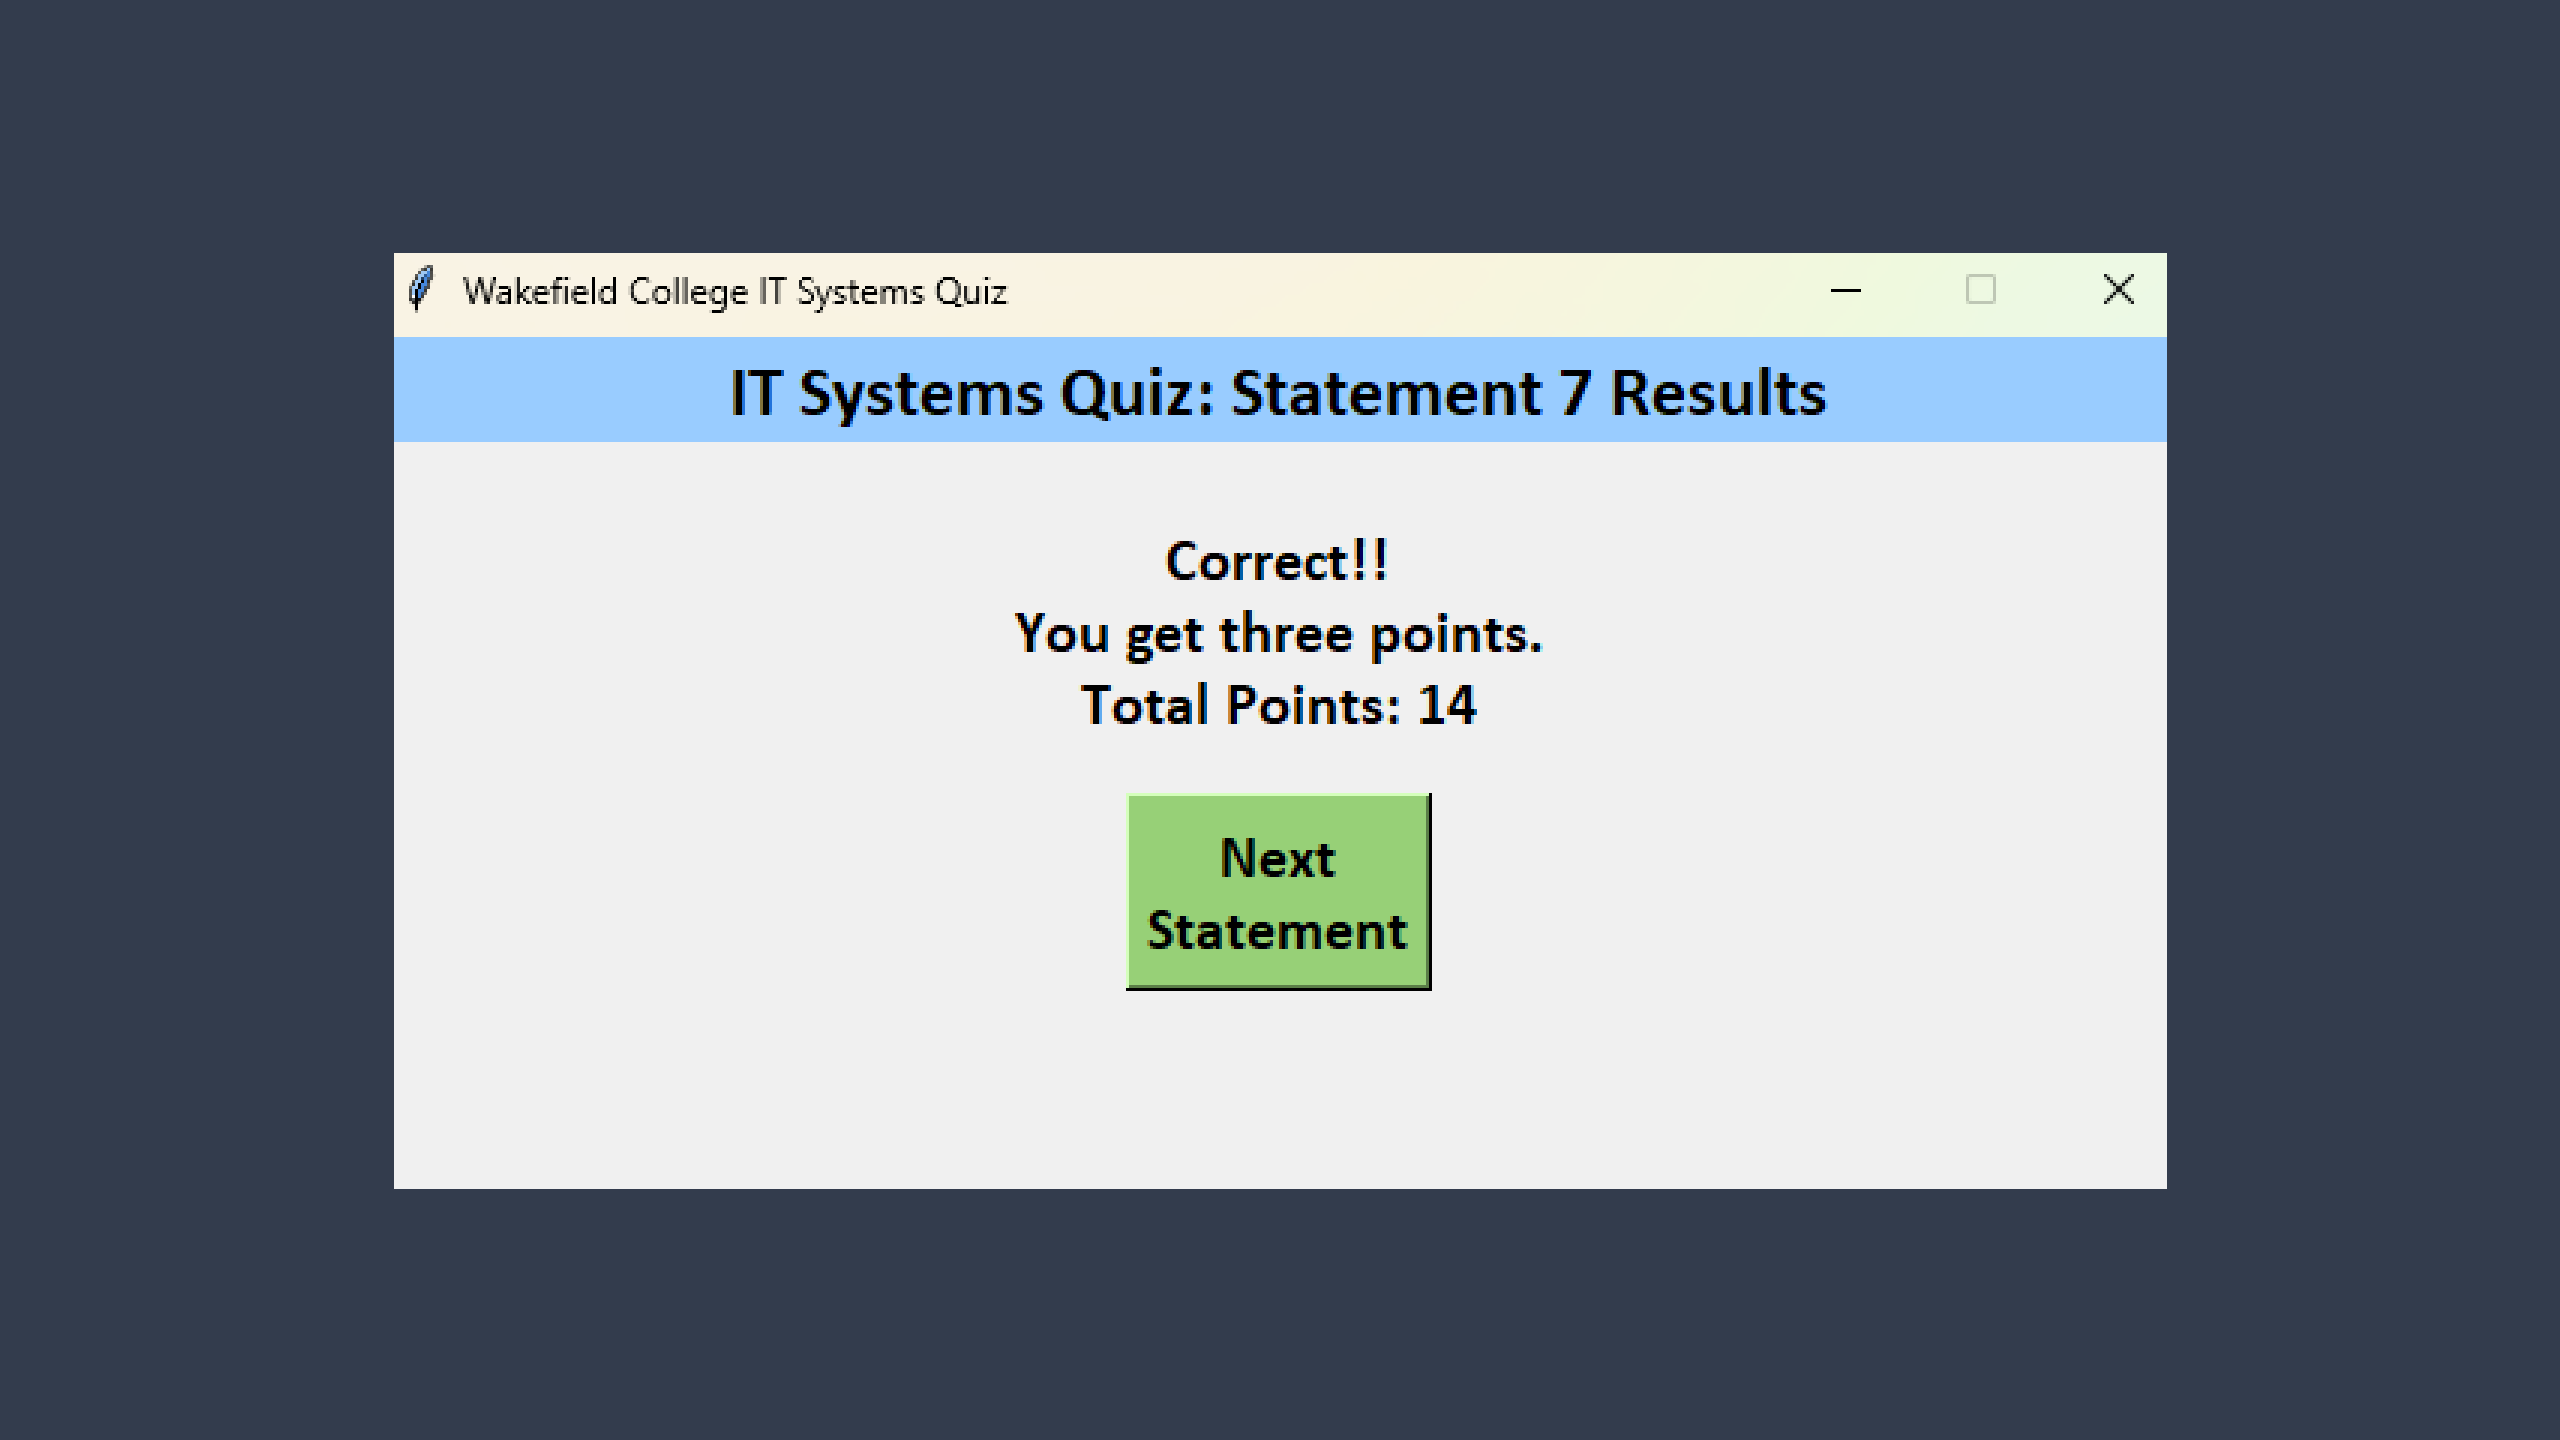 Wakefield College IT Systems Quiz
IT Systems Quiz: Statement 7 Results
Correct!!
You get three points.
Total Points: 14
Next
Statement